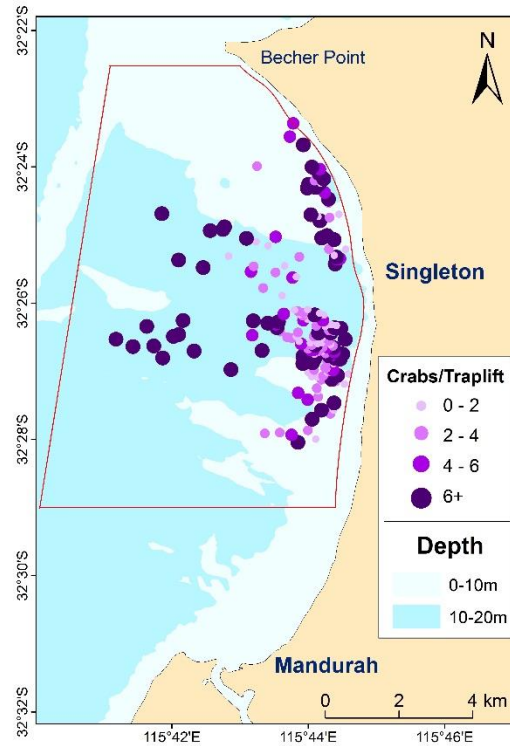 32°22'S
32°24'S
32°26'S
32°28'S
32°30'S
32°32'S
Becher Point
N
Singleton
Crabs/Traplift
0 - 2
2 - 4
4 - 6
6+
Depth
0-10m
10-20m
Mandurah
0 2 4 km
115°42'E 115°44'E 115°46'E